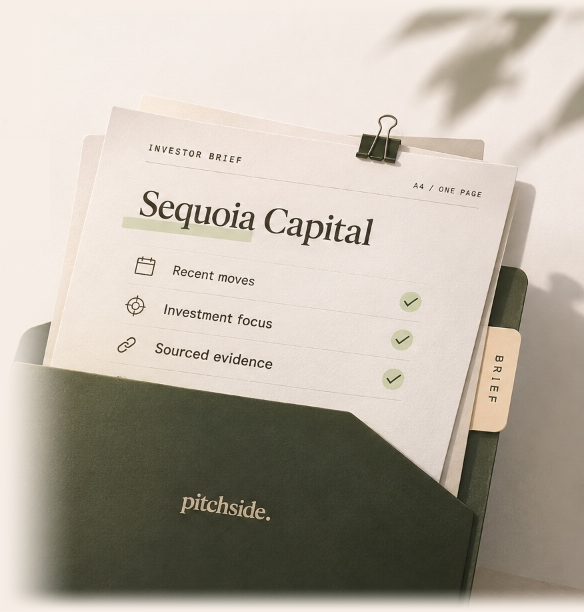 INVESTOR BRIEF
A4 / ONE PAGE
Sequoia Capital
Recent moves
Investment focus
Sourced evidence
BRIEF
pitchside.